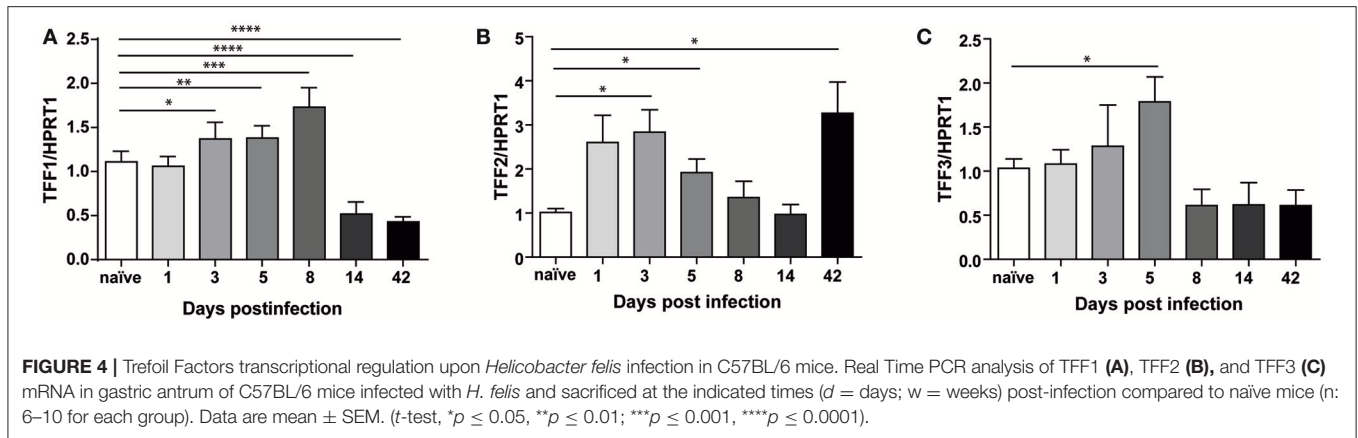 A
****
****
***
**
*
TFF1/HPRT1
2.5
2.0
1.5
1.0
0.5
0.0
naïve 1 3 5 8 14 42
Days postinfection
B
*
*
*
TFF2/HPRT1
5
4
3
2
1
0
naïve 1 3 5 8 14 42
Days post infection
C
*
TFF3/HPRT1
2.5
2.0
1.5
1.0
0.5
0.0
naïve 1 3 5 8 14 42
Days post infection
FIGURE 4 | Trefoil Factors transcriptional regulation upon Helicobacter felis infection in C57BL/6 mice. Real Time PCR analysis of TFF1 (A), TFF2 (B), and TFF3 (C)
mRNA in gastric antrum of C57BL/6 mice infected with H. felis and sacrificed at the indicated times (d = days; w = weeks) post-infection compared to naïve mice (n:
6–10 for each group). Data are mean ± SEM. (t-test, *p ≤ 0.05, **p ≤ 0.01; ***p ≤ 0.001, ****p ≤ 0.0001).